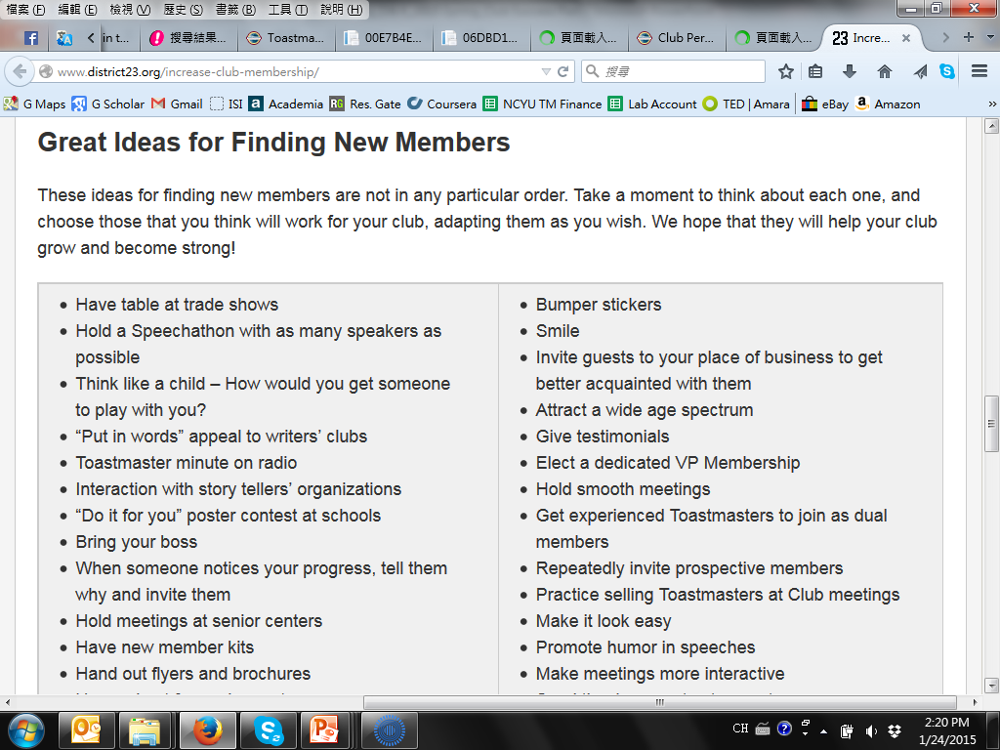 檔案 (F) 編輯 (E) 檢視 (V) 歷史 (S) 書籤 (B) 工具 (T) 說明 (H)
in t... 搜尋結果... Toastma... 00E7B4E... 06DBD1... 頁面載入... Club Per... 頁面載入... 23 Incre...
www.district23.org/increase-club-membership/ 搜尋
G Maps G Scholar Gmail ISI Academia RG Res. Gate Coursera NCYU TM Finance Lab Account TED | Amara eBay Amazon »
Great Ideas for Finding New Members
These ideas for finding new members are not in any particular order. Take a moment to think about each one, and
choose those that you think will work for your club, adapting them as you wish. We hope that they will help your club
grow and become strong!
• Have table at trade shows
• Hold a Speechathon with as many speakers as
possible
• Think like a child – How would you get someone
to play with you?
• “Put in words” appeal to writers’ clubs
• Toastmaster minute on radio
• Interaction with story tellers’ organizations
• “Do it for you” poster contest at schools
• Bring your boss
• When someone notices your progress, tell them
why and invite them
• Hold meetings at senior centers
• Have new member kits
• Hand out flyers and brochures
• Bumper stickers
• Smile
• Invite guests to your place of business to get
better acquainted with them
• Attract a wide age spectrum
• Give testimonials
• Elect a dedicated VP Membership
• Hold smooth meetings
• Get experienced Toastmasters to join as dual
members
• Repeatedly invite prospective members
• Practice selling Toastmasters at Club meetings
• Make it look easy
• Promote humor in speeches
• Make meetings more interactive
CH
2:20 PM
1/24/2015